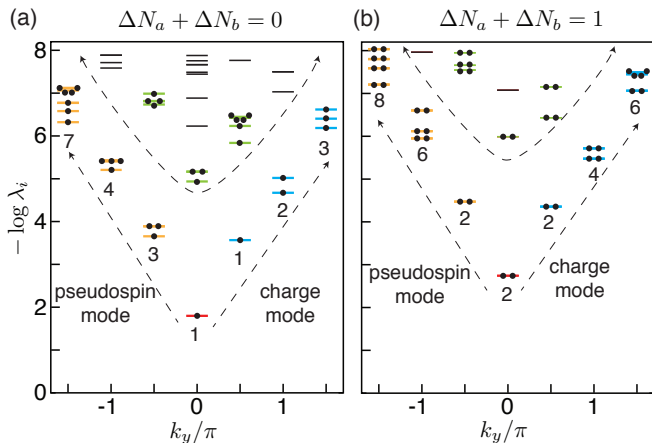 (a) ΔN_a + ΔN_b = 0
(b) ΔN_a + ΔN_b = 1
− log λ_i
8
6
4
2
0
7
4
3
1
1
2
3
pseudospin mode
charge mode
-1
0
1
k_y/π
8
6
2
2
2
4
6
pseudospin mode
charge mode
-1
0
1
k_y/π